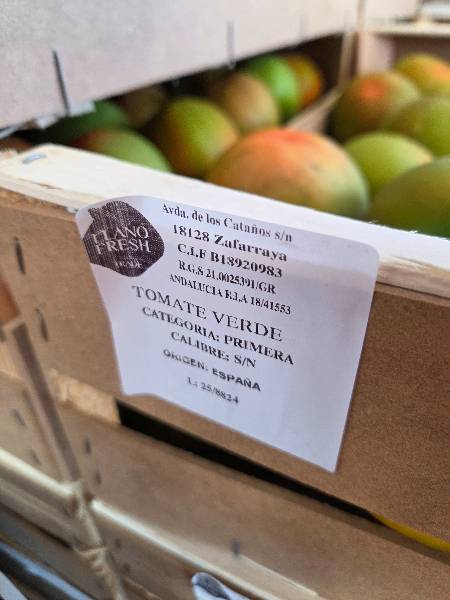 LLANO
FRESH
TRADE
Avda. de los Cataños s/n
18128 Zafarraya
C.I.F B18920983
R.G.S 21.0025391/GR
ANDALUCIA E.I.A 18/41553
TOMATE VERDE
CATEGORIA: PRIMERA
CALIBRE: S/N
ORIGEN: ESPAÑA
L: 25/8824